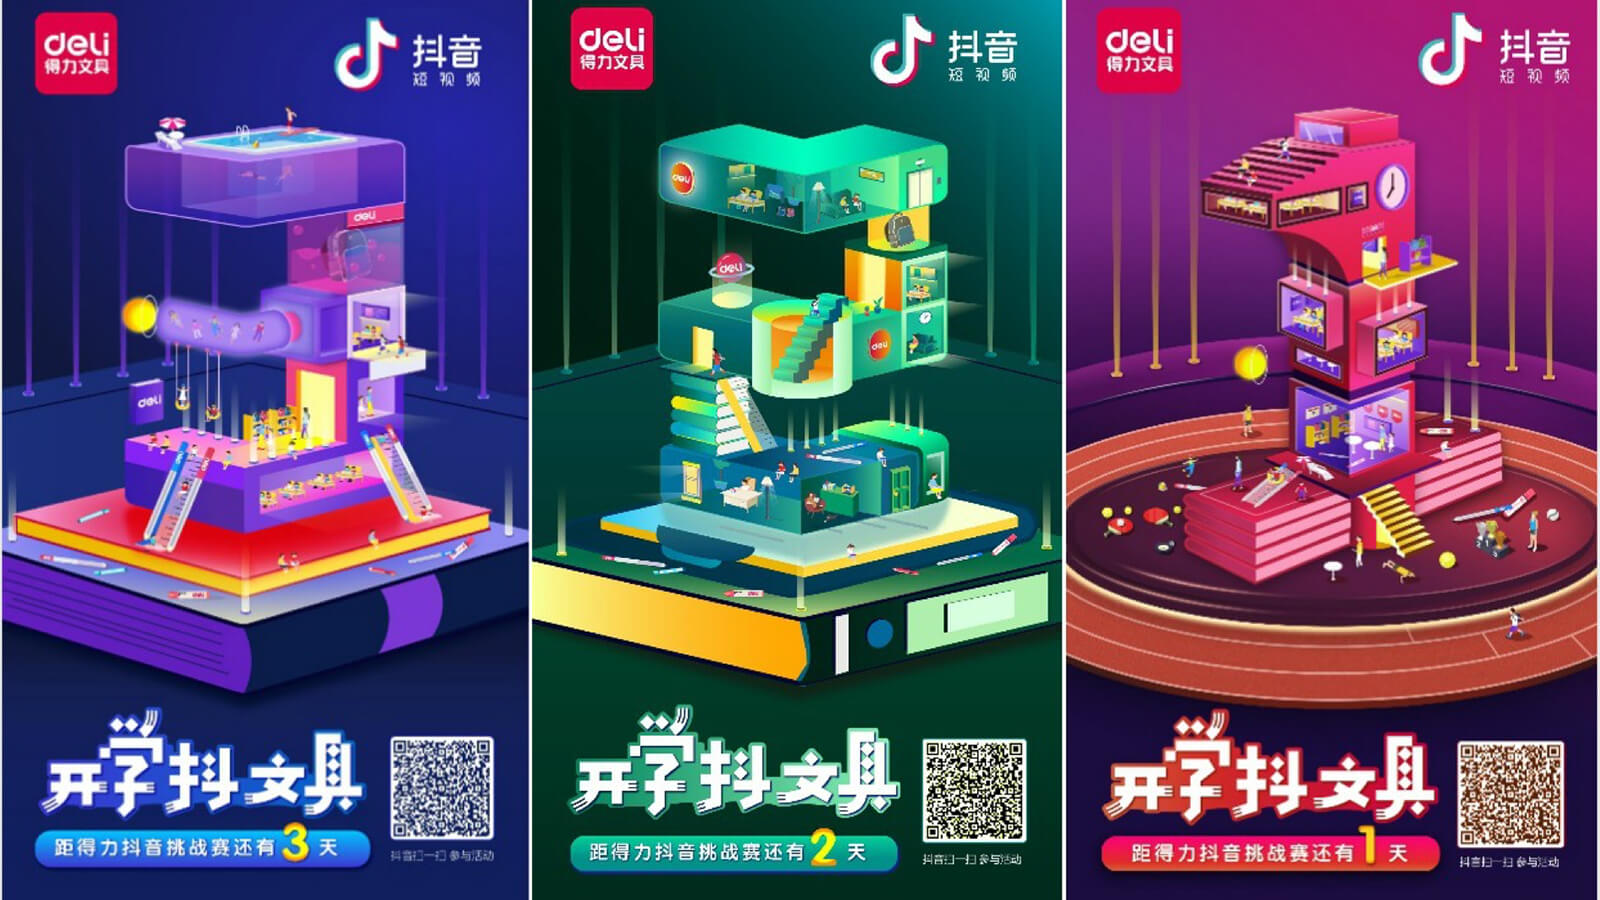 deli
得力文具
抖音
短视频
deli
deli
开学抖文具
距得力抖音挑战赛还有3天
抖音扫一扫 参与活动
deli
得力文具
抖音
短视频
deli
deli
deli
开学抖文具
距得力抖音挑战赛还有2天
抖音扫一扫 参与活动
deli
得力文具
抖音
短视频
开学抖文具
距得力抖音挑战赛还有1天
抖音扫一扫 参与活动